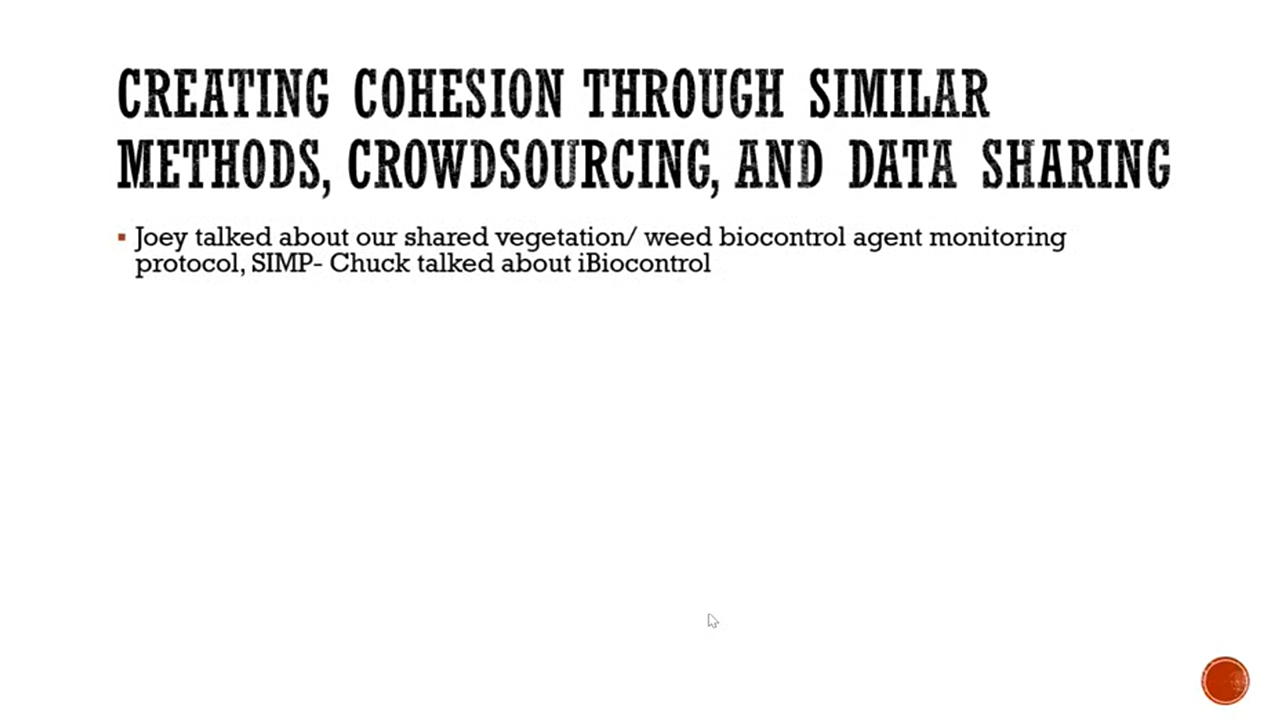 CREATING COHESION THROUGH SIMILAR
METHODS, CROWDSOURCING, AND DATA SHARING
Joey talked about our shared vegetation/ weed biocontrol agent monitoring
protocol, SIMP- Chuck talked about iBiocontrol